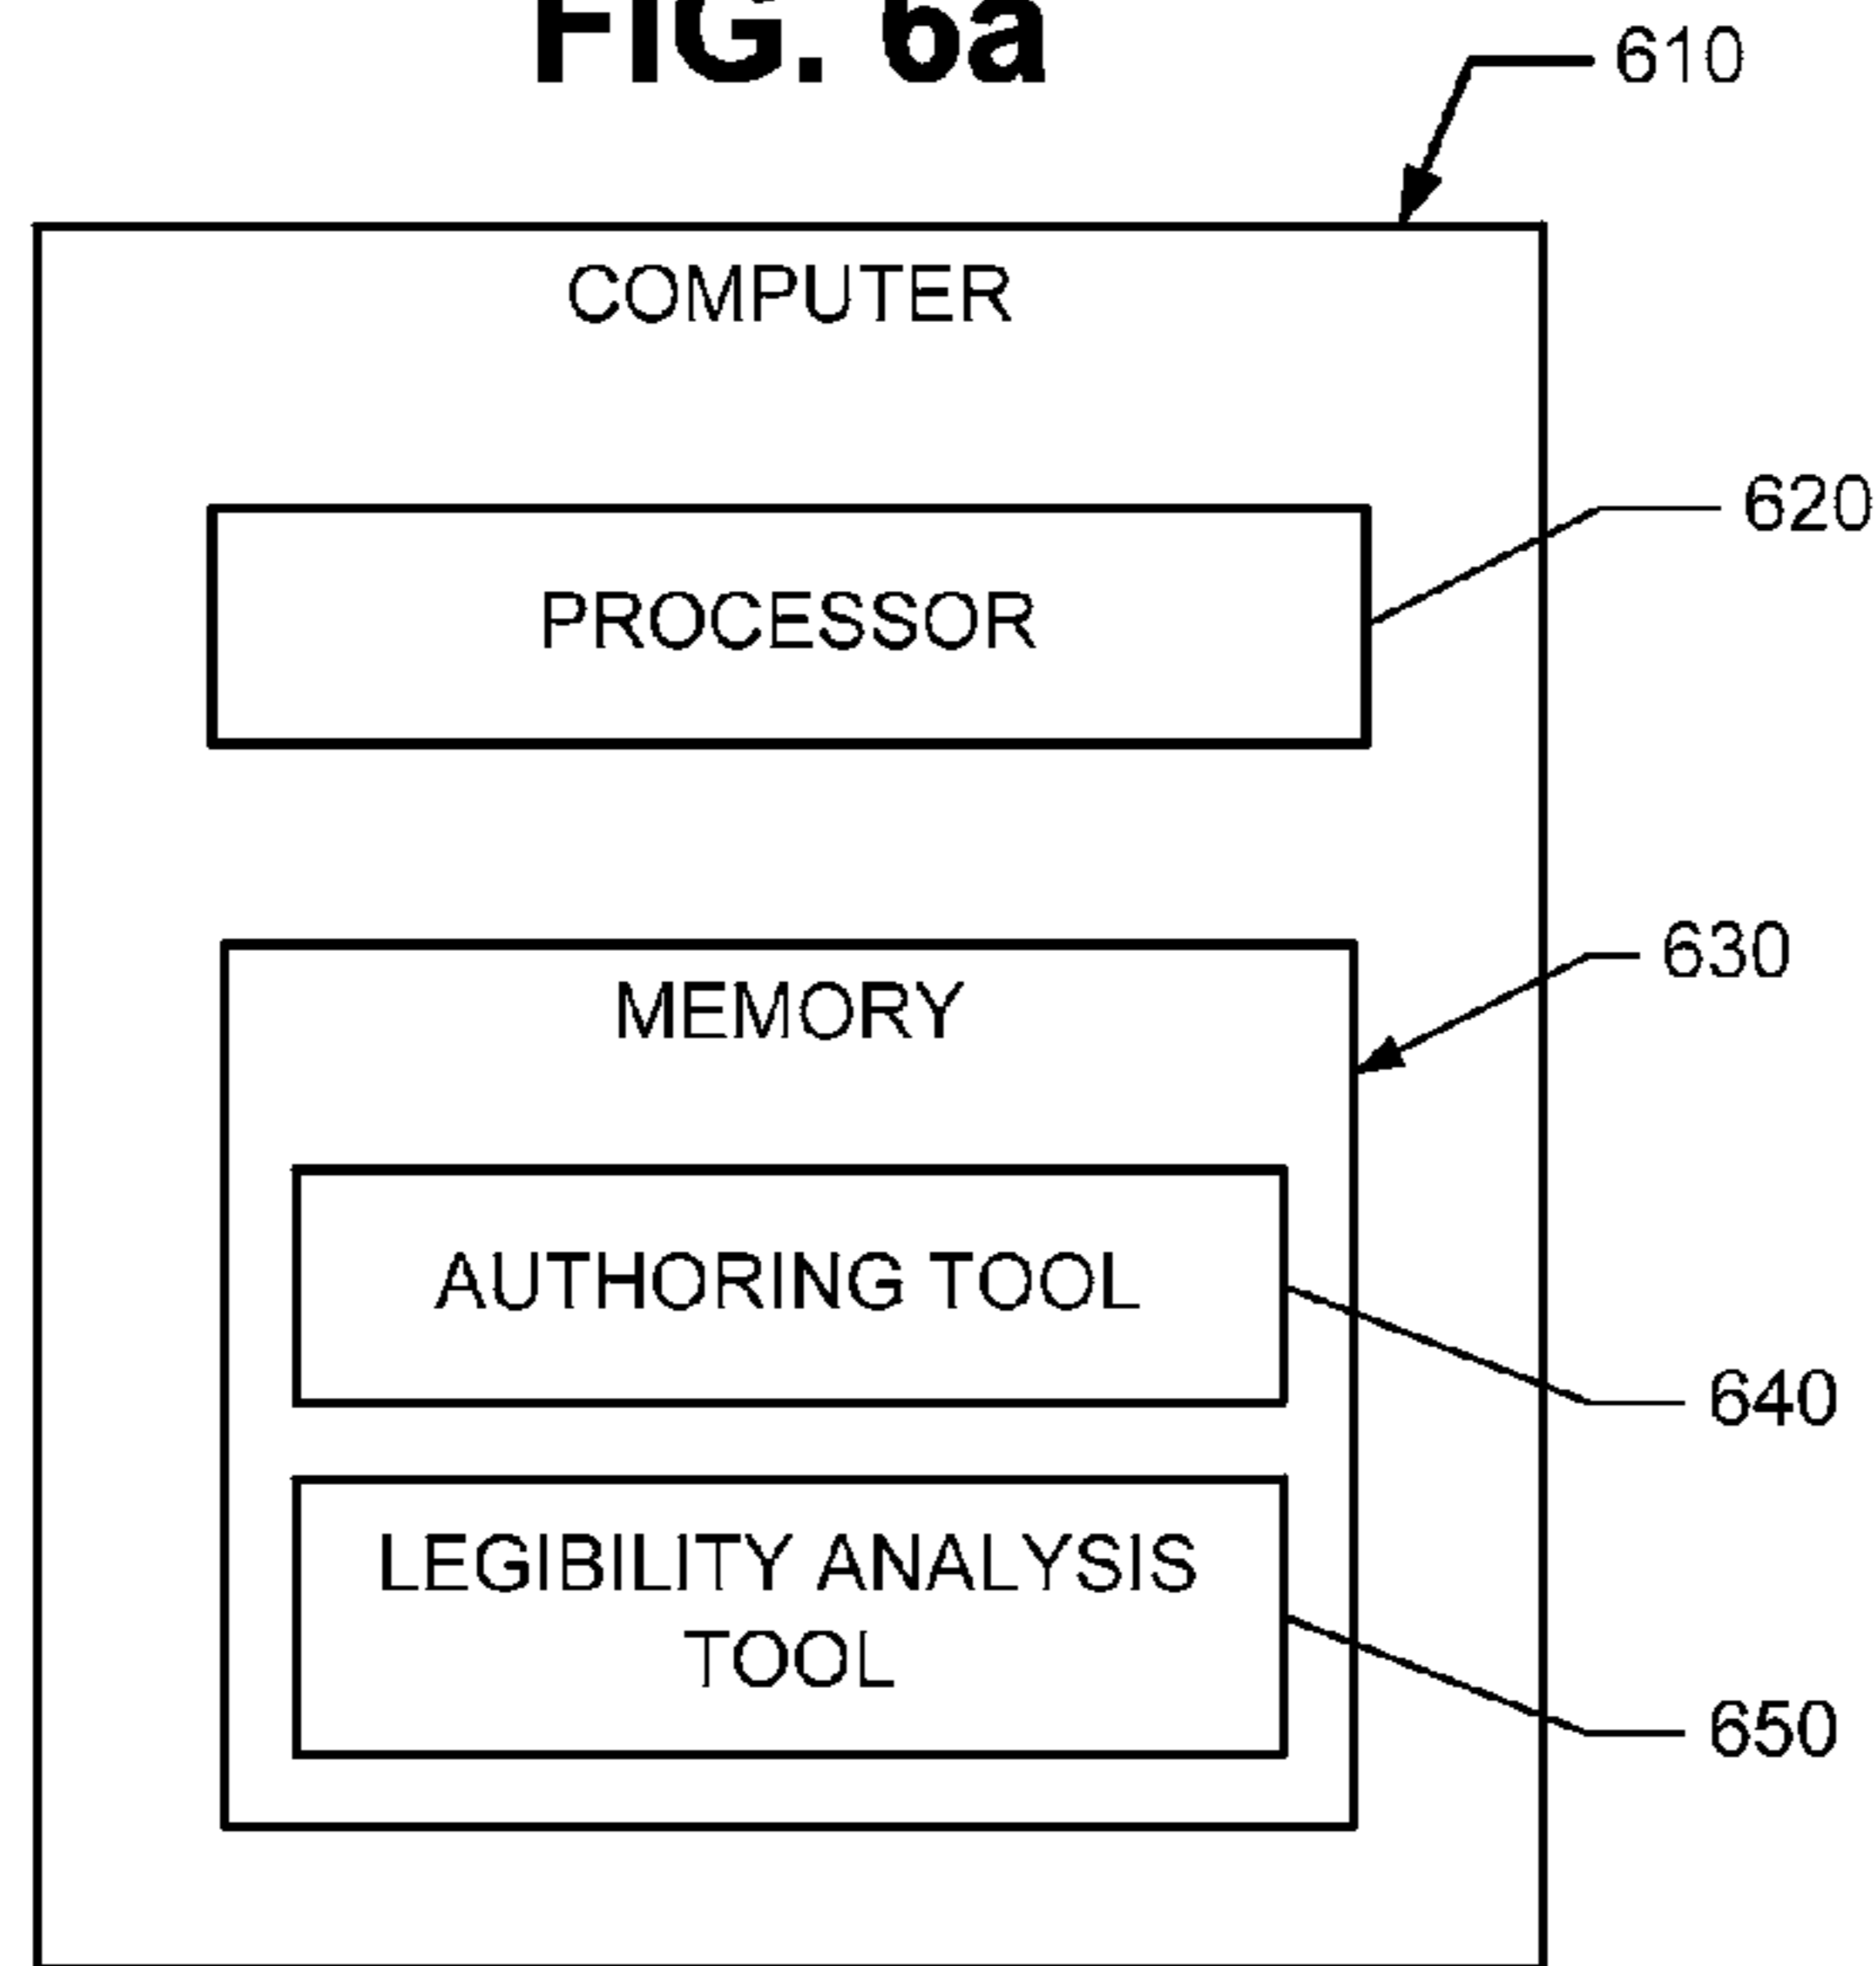 FIG. 6a
610
COMPUTER
620
PROCESSOR
630
MEMORY
AUTHORING TOOL
640
LEGIBILITY ANALYSIS
TOOL
650